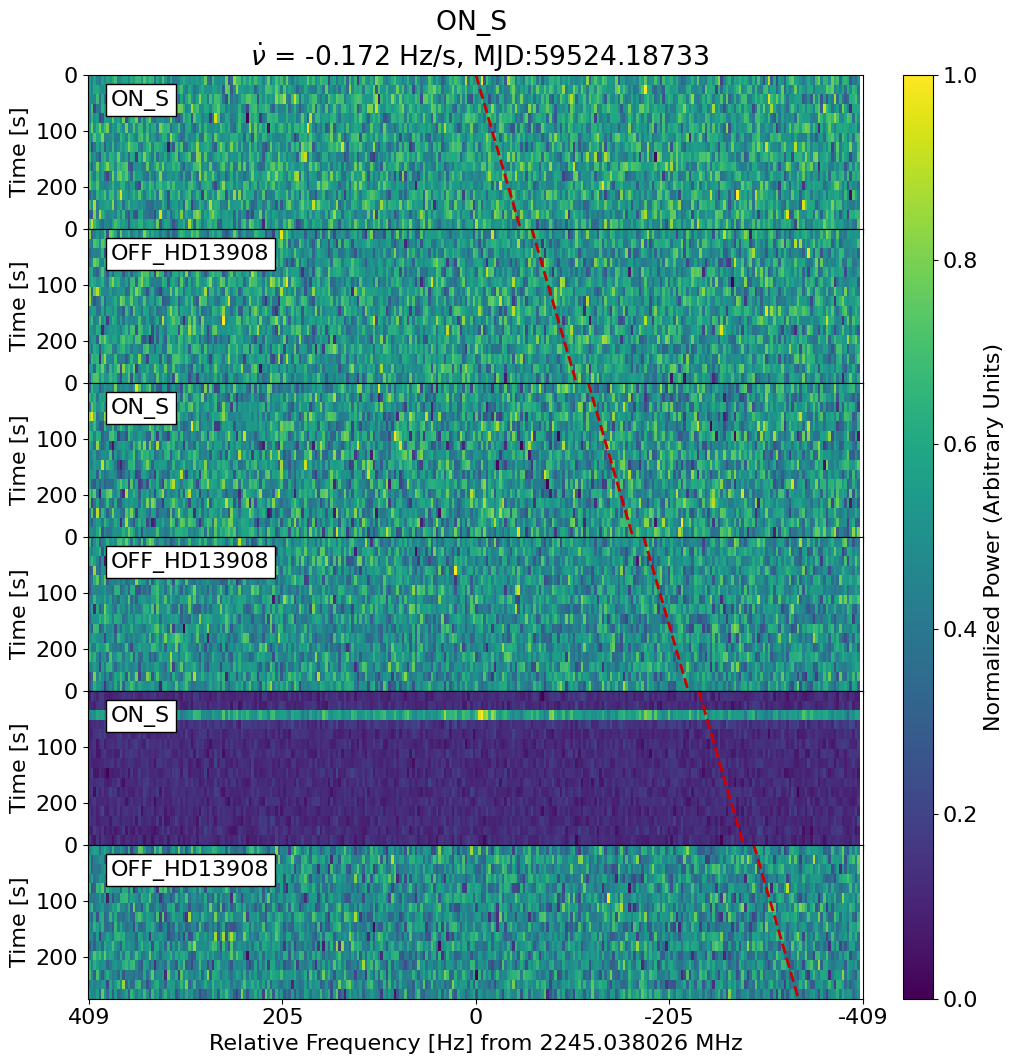 ON_S
ν̇ = -0.172 Hz/s, MJD:59524.18733
0
100
200
Time [s]
ON_S
0
100
200
Time [s]
OFF_HD13908
0
100
200
Time [s]
ON_S
0
100
200
Time [s]
OFF_HD13908
0
100
200
Time [s]
ON_S
0
100
200
Time [s]
OFF_HD13908
409
205
0
-205
-409
Relative Frequency [Hz] from 2245.038026 MHz
1.0
0.8
0.6
0.4
0.2
0.0
Normalized Power (Arbitrary Units)